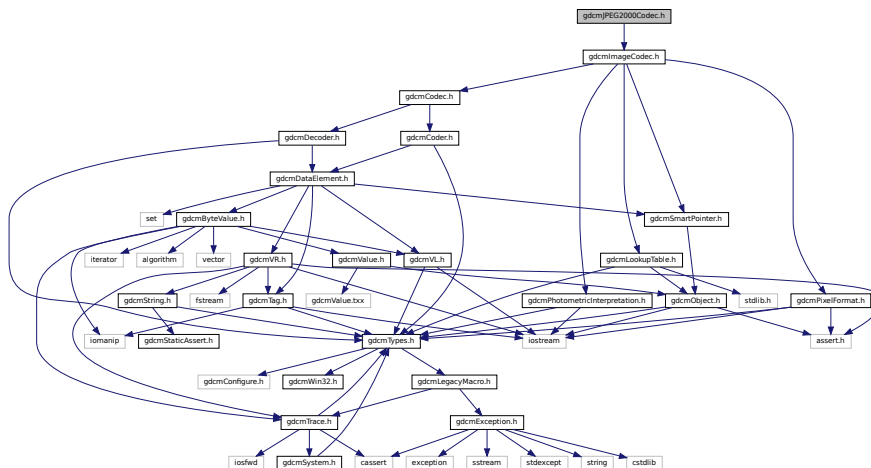 gdcmJPEG2000Codec.h
gdcmImageCodec.h
gdcmCodec.h
gdcmDecoder.h
gdcmCoder.h
gdcmDataElement.h
set
gdcmByteValue.h
gdcmSmartPointer.h
iterator
algorithm
vector
gdcmVR.h
gdcmValue.h
gdcmVL.h
gdcmLookupTable.h
gdcmString.h
fstream
gdcmTag.h
gdcmValue.txx
gdcmPhotometricInterpretation.h
gdcmObject.h
stdlib.h
gdcmPixelFormat.h
iomanip
gdcmStaticAssert.h
gdcmTypes.h
iostream
assert.h
gdcmConfigure.h
gdcmWin32.h
gdcmLegacyMacro.h
gdcmTrace.h
gdcmException.h
iosfwd
gdcmSystem.h
cassert
exception
sstream
stdexcept
string
cstdlib